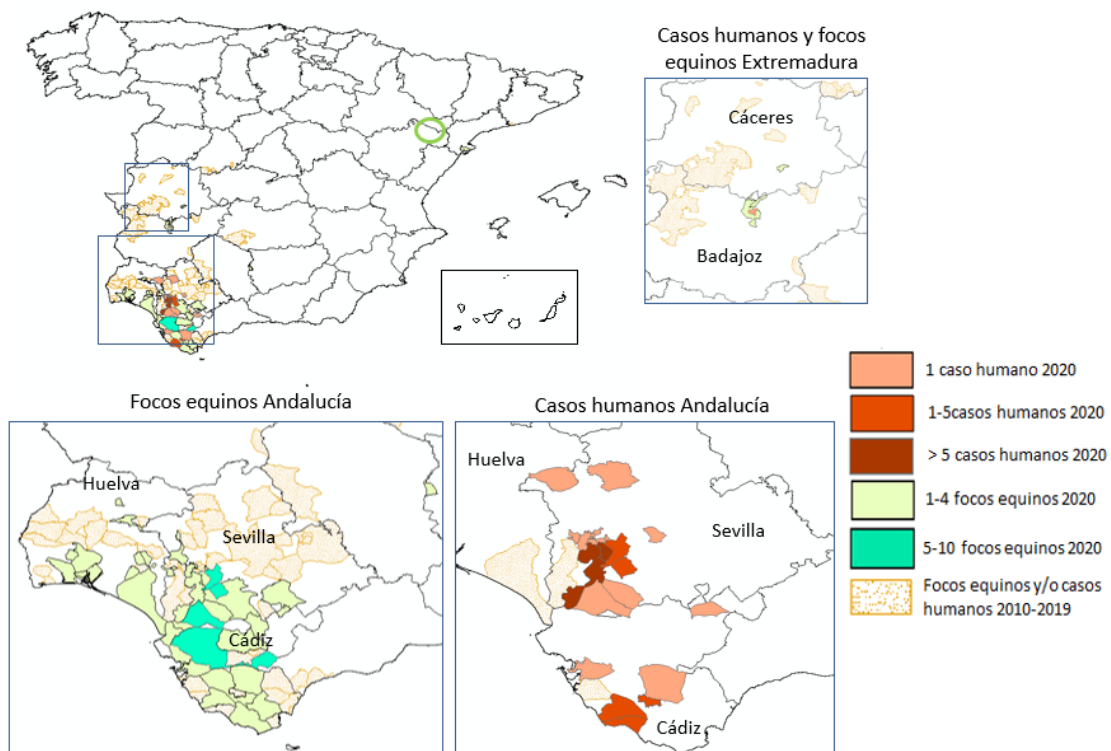 Casos humanos y focos
equinos Extremadura
Cáceres
Badajoz
Focos equinos Andalucía
Huelva
Sevilla
Cádiz
Casos humanos Andalucía
Huelva
Sevilla
Cádiz
1 caso humano 2020
1-5casos humanos 2020
> 5 casos humanos 2020
1-4 focos equinos 2020
5-10 focos equinos 2020
Focos equinos y/o casos
humanos 2010-2019